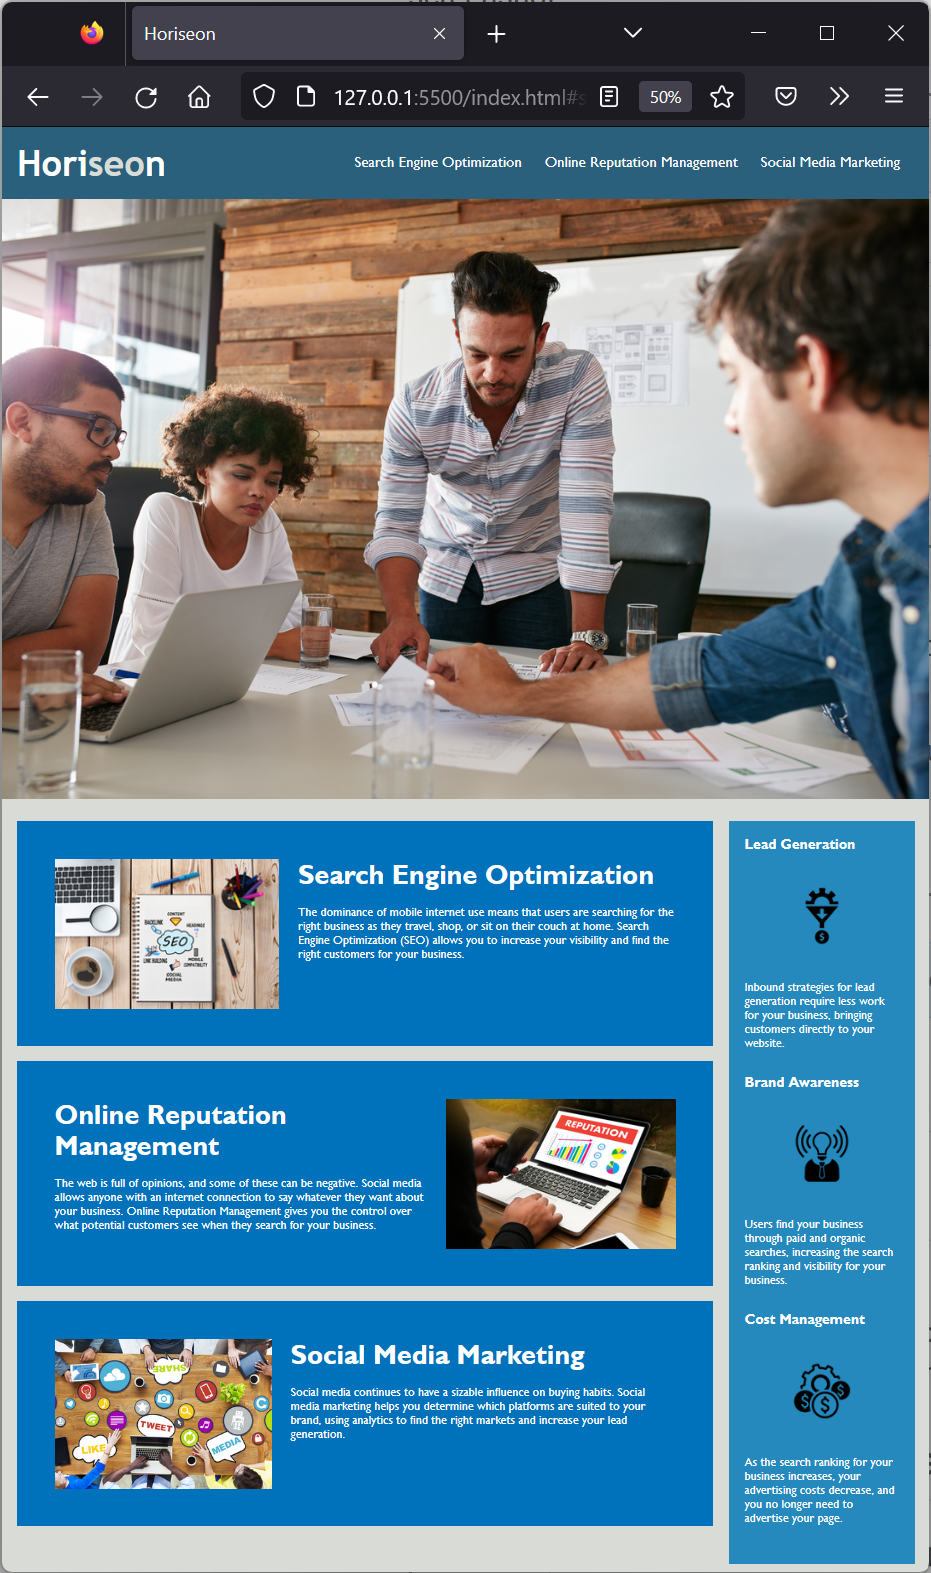 Horiseon
127.0.0.1:5500/index.html#s
50%
Horiseon
Search Engine Optimization
Online Reputation Management
Social Media Marketing
Search Engine Optimization
The dominance of mobile internet use means that users are searching for the
right business as they travel, shop, or sit on their couch at home. Search
Engine Optimization (SEO) allows you to increase your visibility and find the
right customers for your business.
CONTENT
BACKLINK
HEADINGS
SEO
LINK BUILDING
MOBILE
COMPATIBILITY
SOCIAL
MEDIA
Online Reputation
Management
The web is full of opinions, and some of these can be negative. Social media
allows anyone with an internet connection to say whatever they want about
your business. Online Reputation Management gives you the control over
what potential customers see when they search for your business.
REPUTATION
SHARE
TWEET
LIKE
MEDIA
Social Media Marketing
Social media continues to have a sizable influence on buying habits. Social
media marketing helps you determine which platforms are suited to your
brand, using analytics to find the right markets and increase your lead
generation.
Lead Generation
Inbound strategies for lead
generation require less work
for your business, bringing
customers directly to your
website.
Brand Awareness
Users find your business
through paid and organic
searches, increasing the search
ranking and visibility for your
business.
Cost Management
As the search ranking for your
business increases, your
advertising costs decrease, and
you no longer need to
advertise your page.